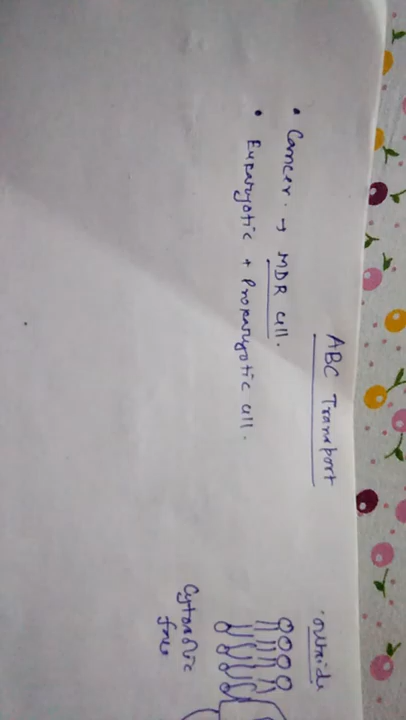 ABC Transport
• Cancer. → MDR cell.
• Eukaryotic + Prokaryotic cell.
outside
Cytosolic
face